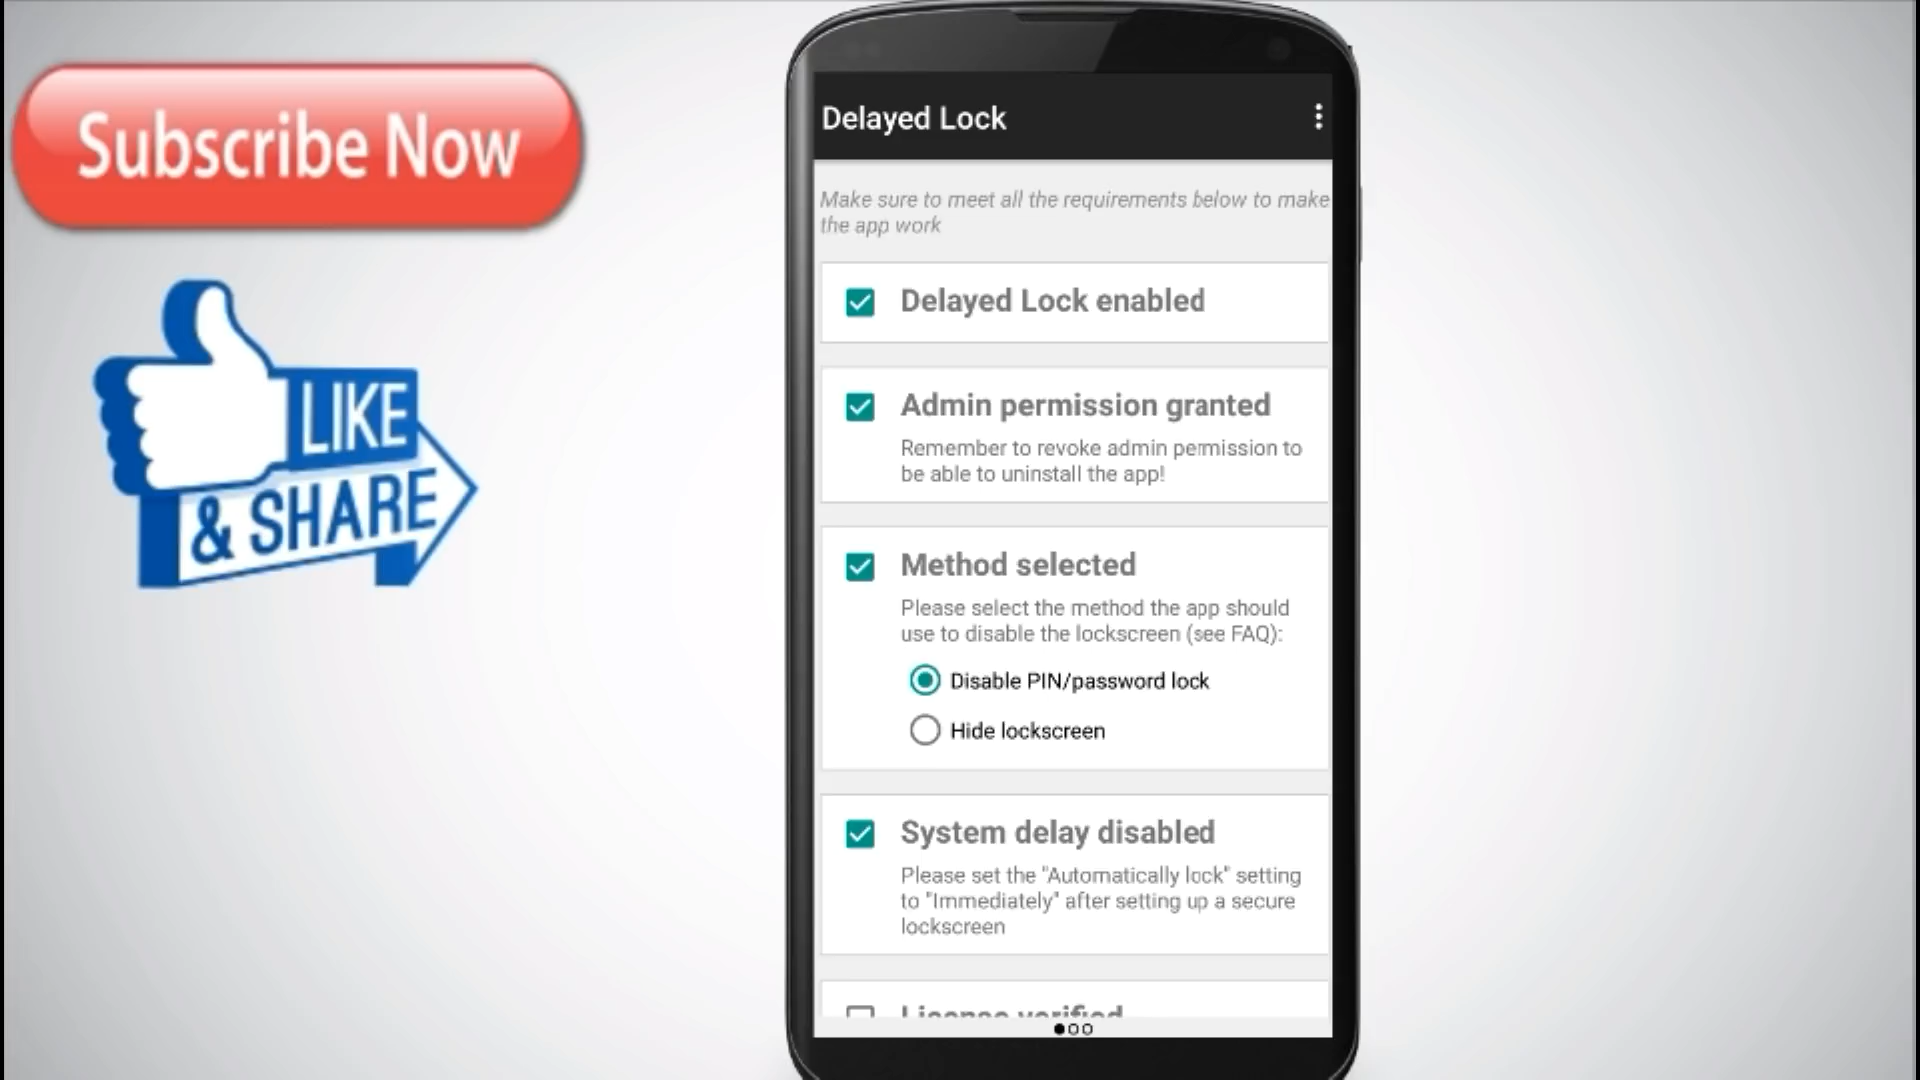 Subscribe Now
LIKE
& SHARE
Delayed Lock
Make sure to meet all the requirements below to make
the app work
Delayed Lock enabled
Admin permission granted
Remember to revoke admin permission to
be able to uninstall the app!
Method selected
Please select the method the app should
use to disable the lockscreen (see FAQ):
Disable PIN/password lock
Hide lockscreen
System delay disabled
Please set the "Automatically lock" setting
to "Immediately" after setting up a secure
lockscreen
License verified